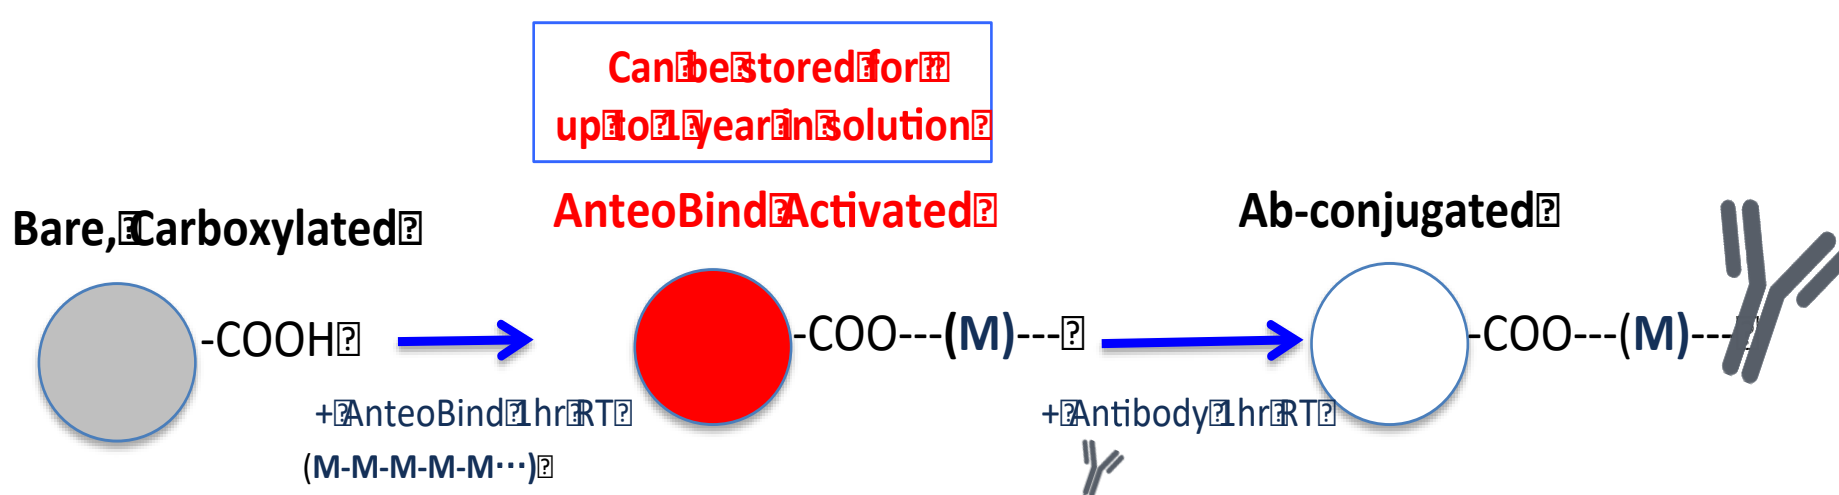 Can be stored for
up to 1 year in solution
Bare, Carboxylated
AnteoBind Activated
Ab-conjugated
-COOH
-COO---(M)---
-COO---(M)---
+ AnteoBind 1hr RT
(M-M-M-M-M···)
+ Antibody 1hr RT